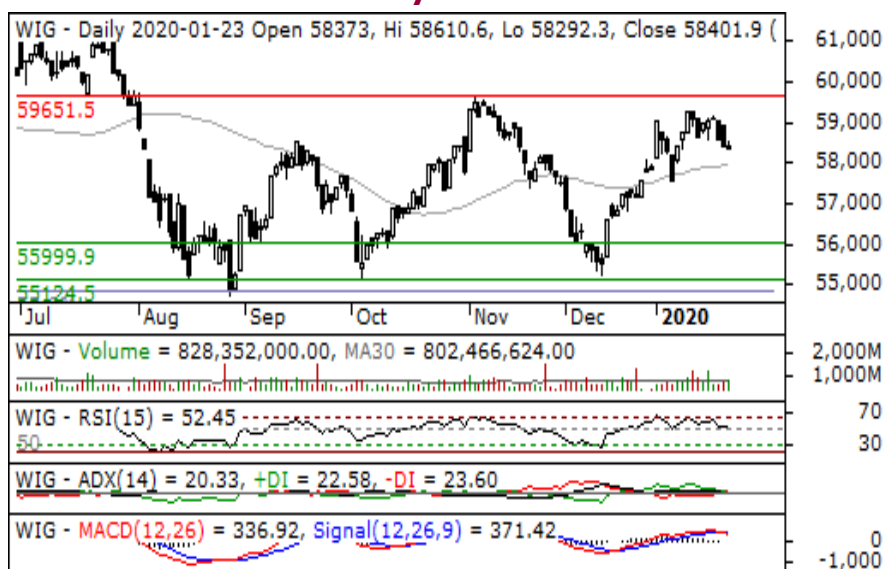 WIG - Daily 2020-01-23 Open 58373, Hi 58610.6, Lo 58292.3, Close 58401.9 (
61,000
60,000
59651.5
59,000
58,000
57,000
55999.9
56,000
55124.5
55,000
Jul Aug Sep Oct Nov Dec 2020
WIG - Volume = 828,352,000.00, MA30 = 802,466,624.00
2,000M
1,000M
WIG - RSI(15) = 52.45
70
50
30
WIG - ADX(14) = 20.33, +DI = 22.58, -DI = 23.60
WIG - MACD(12,26) = 336.92, Signal(12,26,9) = 371.42
0
-1,000